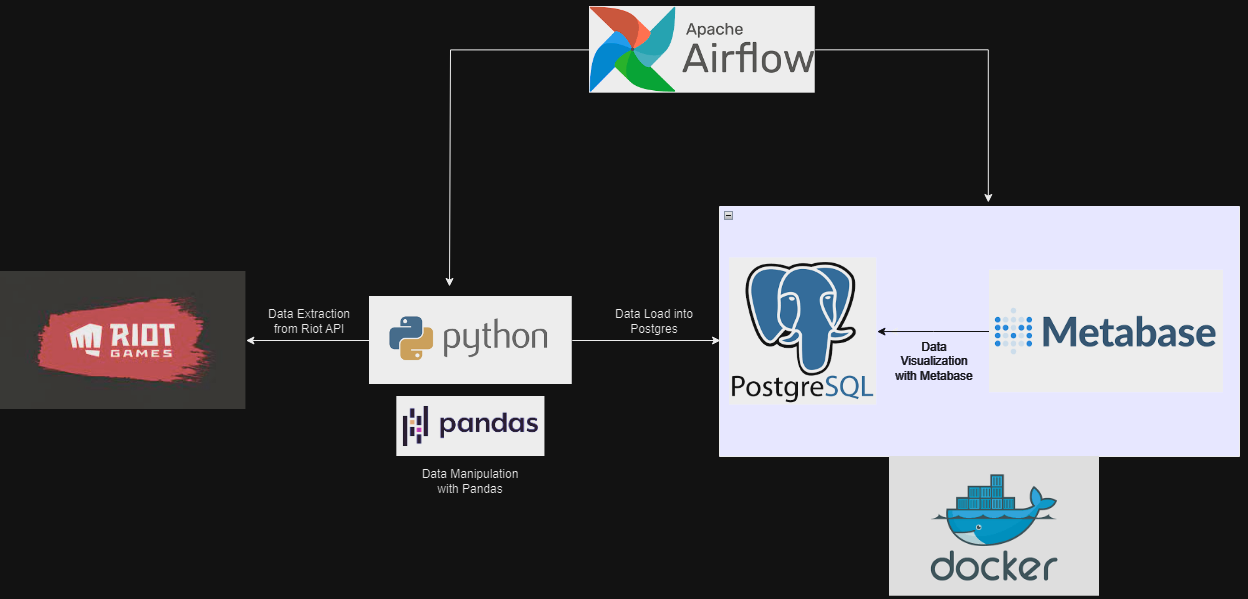 Apache
Airflow
RIOT
GAMES
Data Extraction
from Riot API
python
Data Load into
Postgres
pandas
Data Manipulation
with Pandas
PostgreSQL
Data
Visualization
with Metabase
Metabase
docker